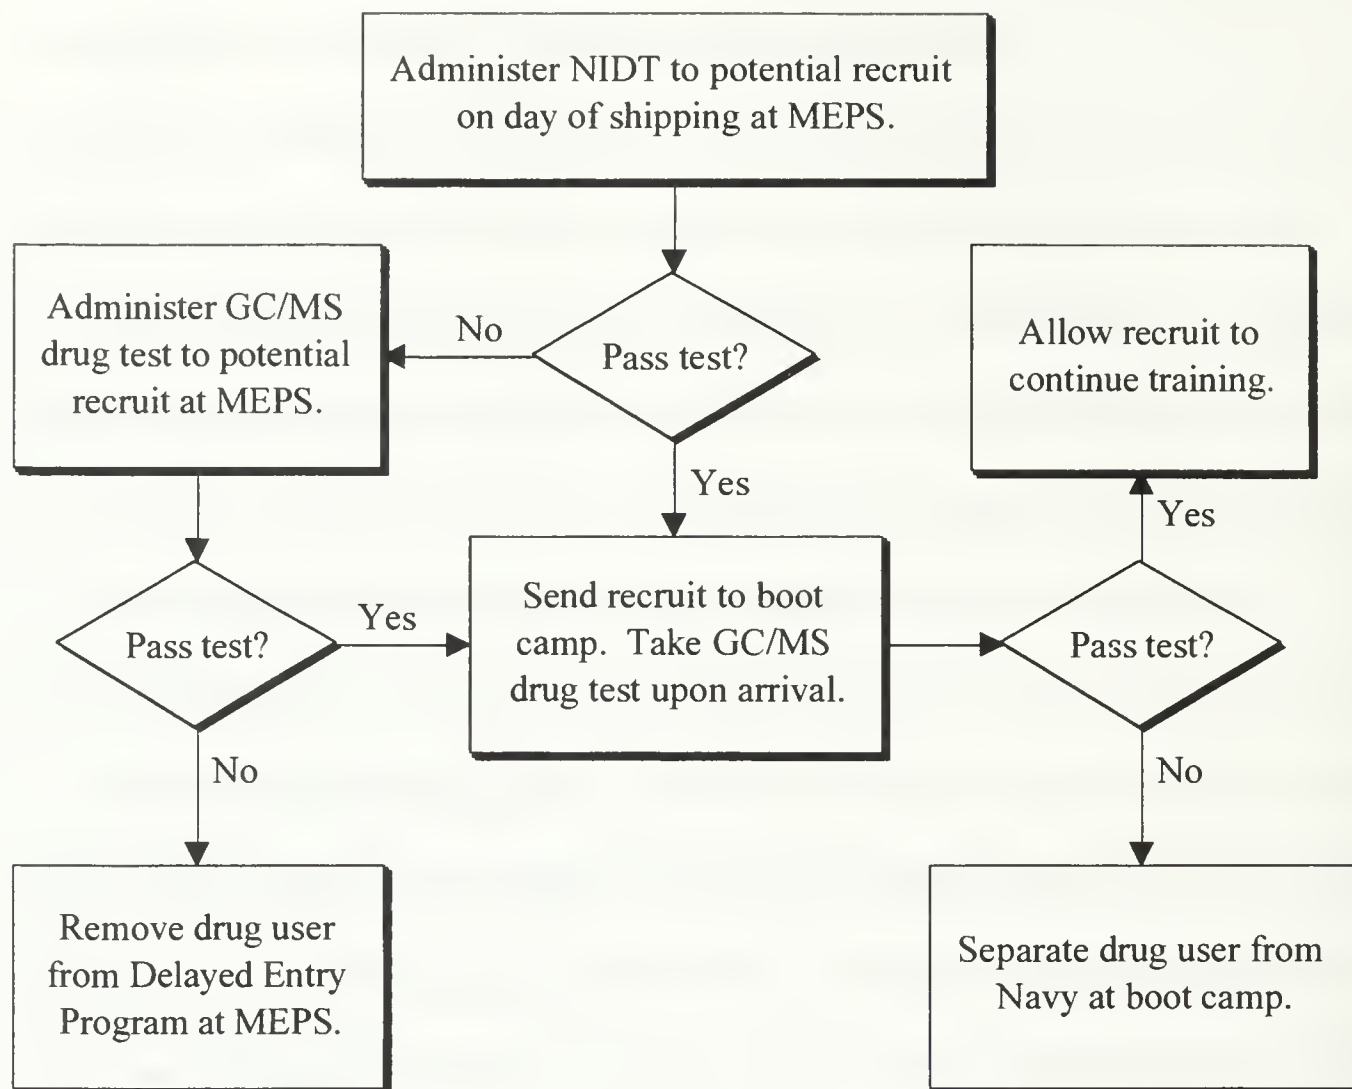 Administer NIDT to potential recruit
on day of shipping at MEPS.
Pass test?
No
Yes
Administer GC/MS
drug test to potential
recruit at MEPS.
Pass test?
Yes
No
Send recruit to boot
camp. Take GC/MS
drug test upon arrival.
Pass test?
Yes
No
Allow recruit to
continue training.
Remove drug user
from Delayed Entry
Program at MEPS.
Separate drug user from
Navy at boot camp.